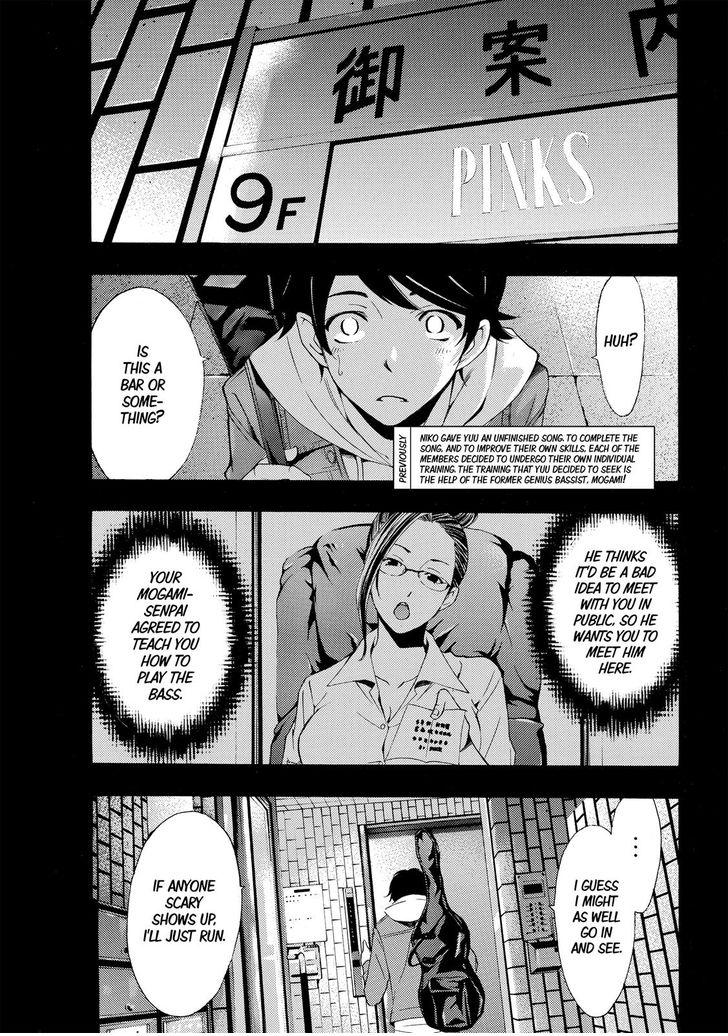 御案内
9F
PINKS
HUH?
IS
THIS A
BAR OR
SOME-
THING?
PREVIOUSLY
NIKO GAVE YUU AN UNFINISHED SONG. TO COMPLETE THE
SONG, AND TO IMPROVE THEIR OWN SKILLS, EACH OF THE
MEMBERS DECIDED TO UNDERGO THEIR OWN INDIVIDUAL
TRAINING. THE TRAINING THAT YUU DECIDED TO SEEK IS
THE HELP OF THE FORMER GENIUS BASSIST, MOGAMI!
HE THINKS
IT'D BE A BAD
IDEA TO MEET
WITH YOU IN
PUBLIC, SO HE
WANTS YOU TO
MEET HIM
HERE.
YOUR
MOGAMI-
SENPAI
AGREED TO
TEACH YOU
HOW TO
PLAY THE
BASS.
...
I GUESS
I MIGHT
AS WELL
GO IN
AND SEE.
IF ANYONE
SCARY
SHOWS UP,
I'LL JUST RUN.